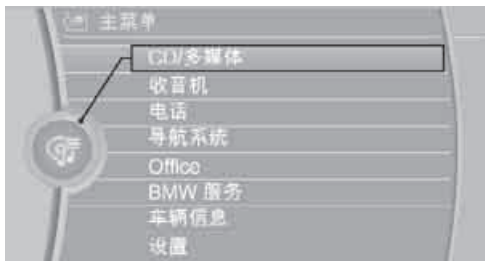 主菜单
CD/多媒体
收音机
电话
导航系统
Office
BMW 服务
车辆信息
设置